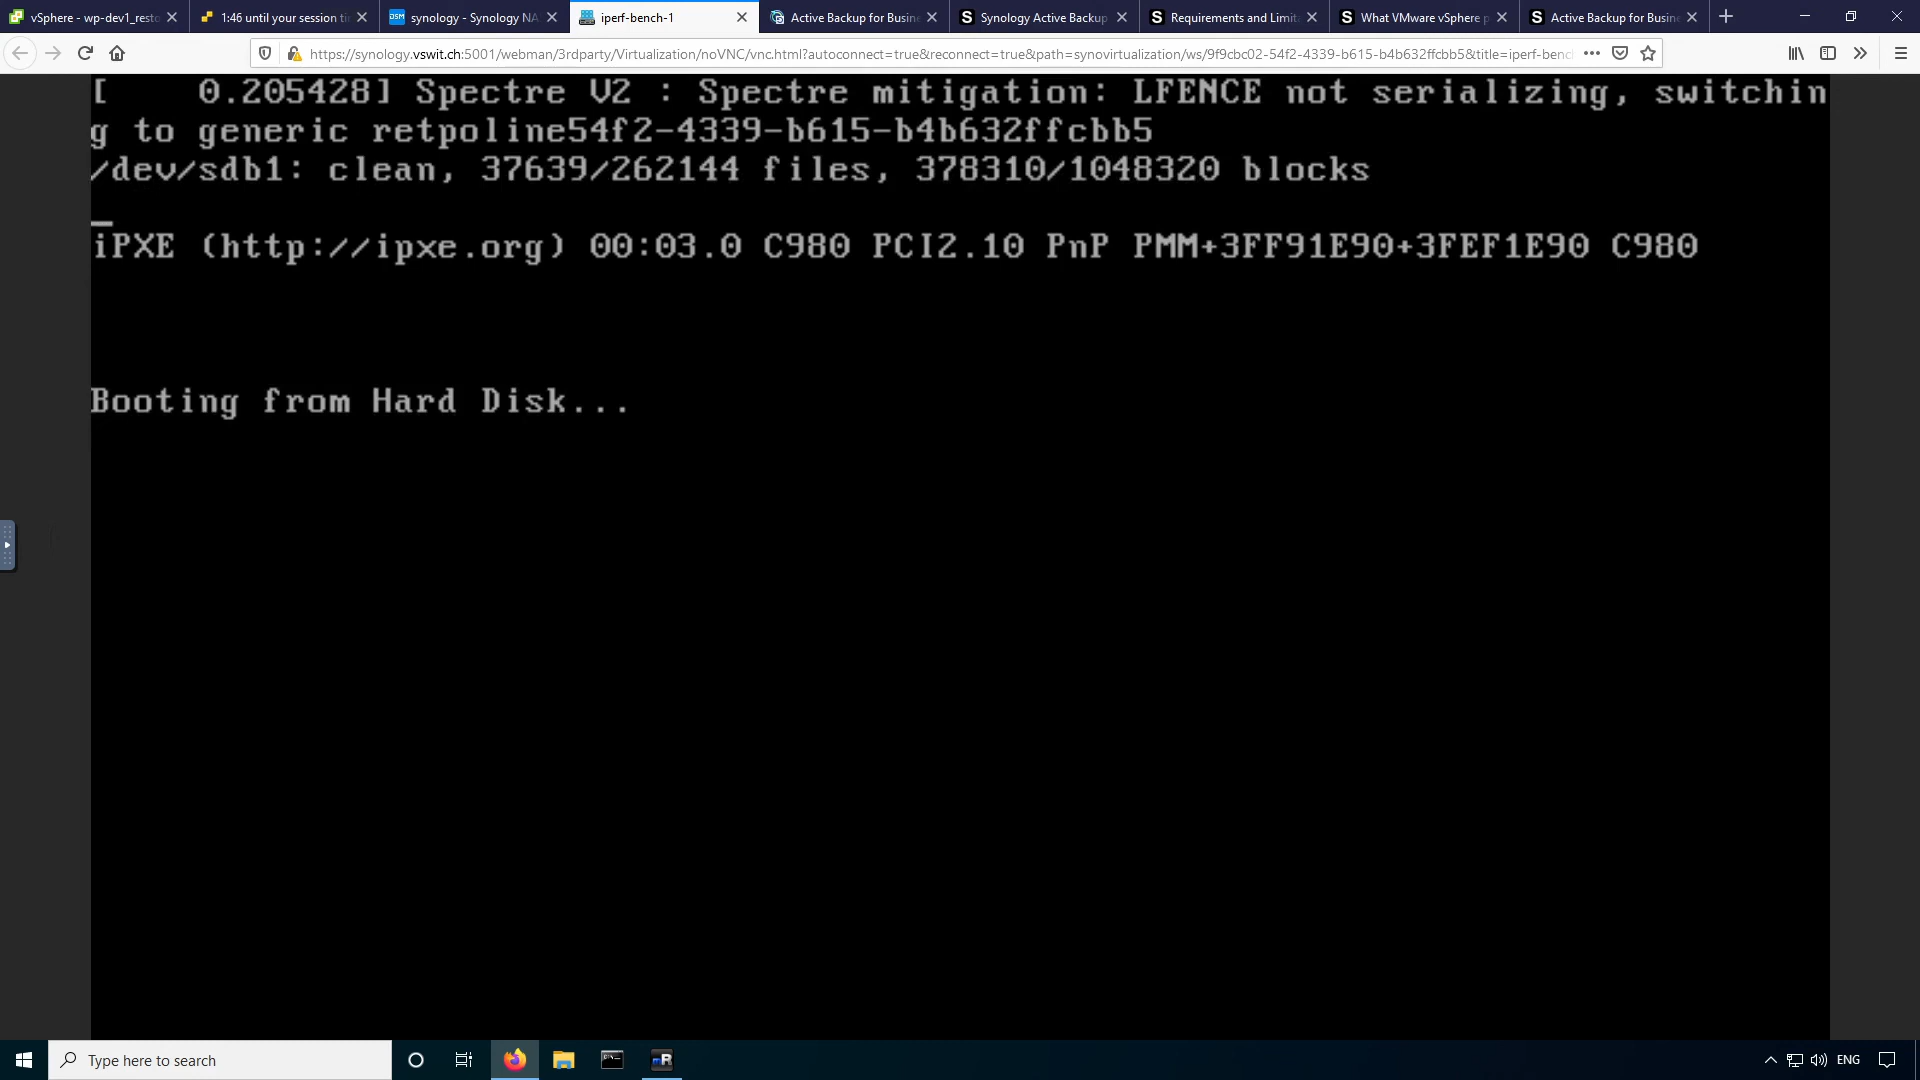 vSphere - wp-dev1_resto
1:46 until your session ti
DSM
synology - Synology NA
iperf-bench-1
Active Backup for Busine
Synology Active Backup
Requirements and Limita
What VMware vSphere p
Active Backup for Busine
https://synology.vswit.ch:5001/webman/3rdparty/Virtualization/noVNC/vnc.html?autoconnect=true&reconnect=true&path=synovirtualization/ws/9f9cbc02-54f2-4339-b615-b4b632ffcbb5&title=iperf-benc
[    0.205428] Spectre V2 : Spectre mitigation: LFENCE not serializing, switchin
g to generic retpoline54f2-4339-b615-b4b632ffcbb5
/dev/sdb1: clean, 37639/262144 files, 378310/1048320 blocks
iPXE (http://ipxe.org) 00:03.0 C980 PCI2.10 PnP PMM+3FF91E90+3FEF1E90 C980
Booting from Hard Disk...
Type here to search
ENG